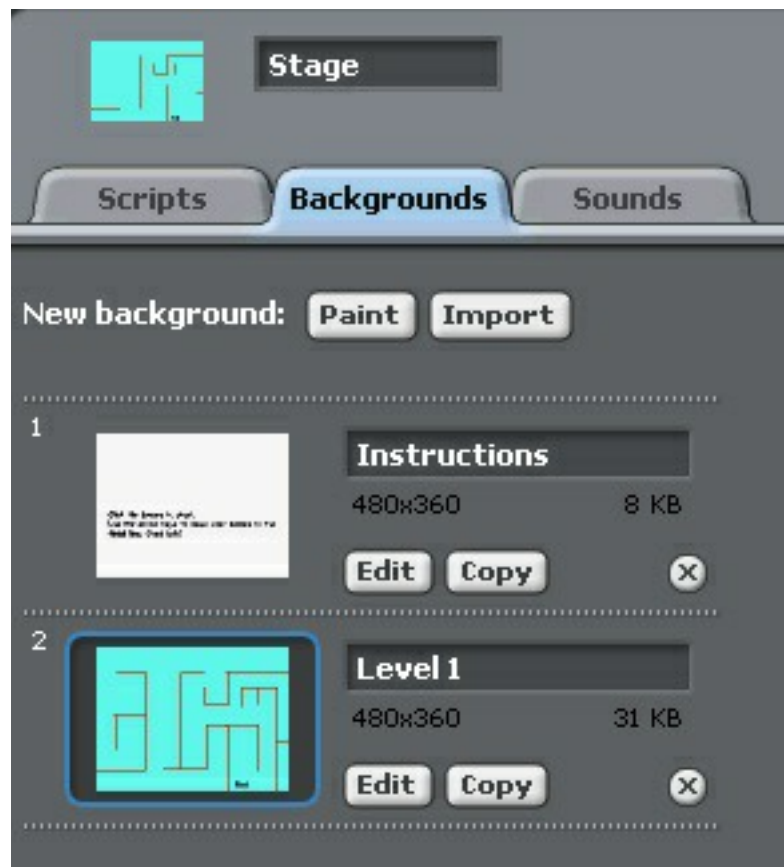 Stage
Scripts Backgrounds Sounds
New background: Paint Import
1
Instructions
480x360 8 KB
Edit Copy
2
Level 1
480x360 31 KB
Edit Copy